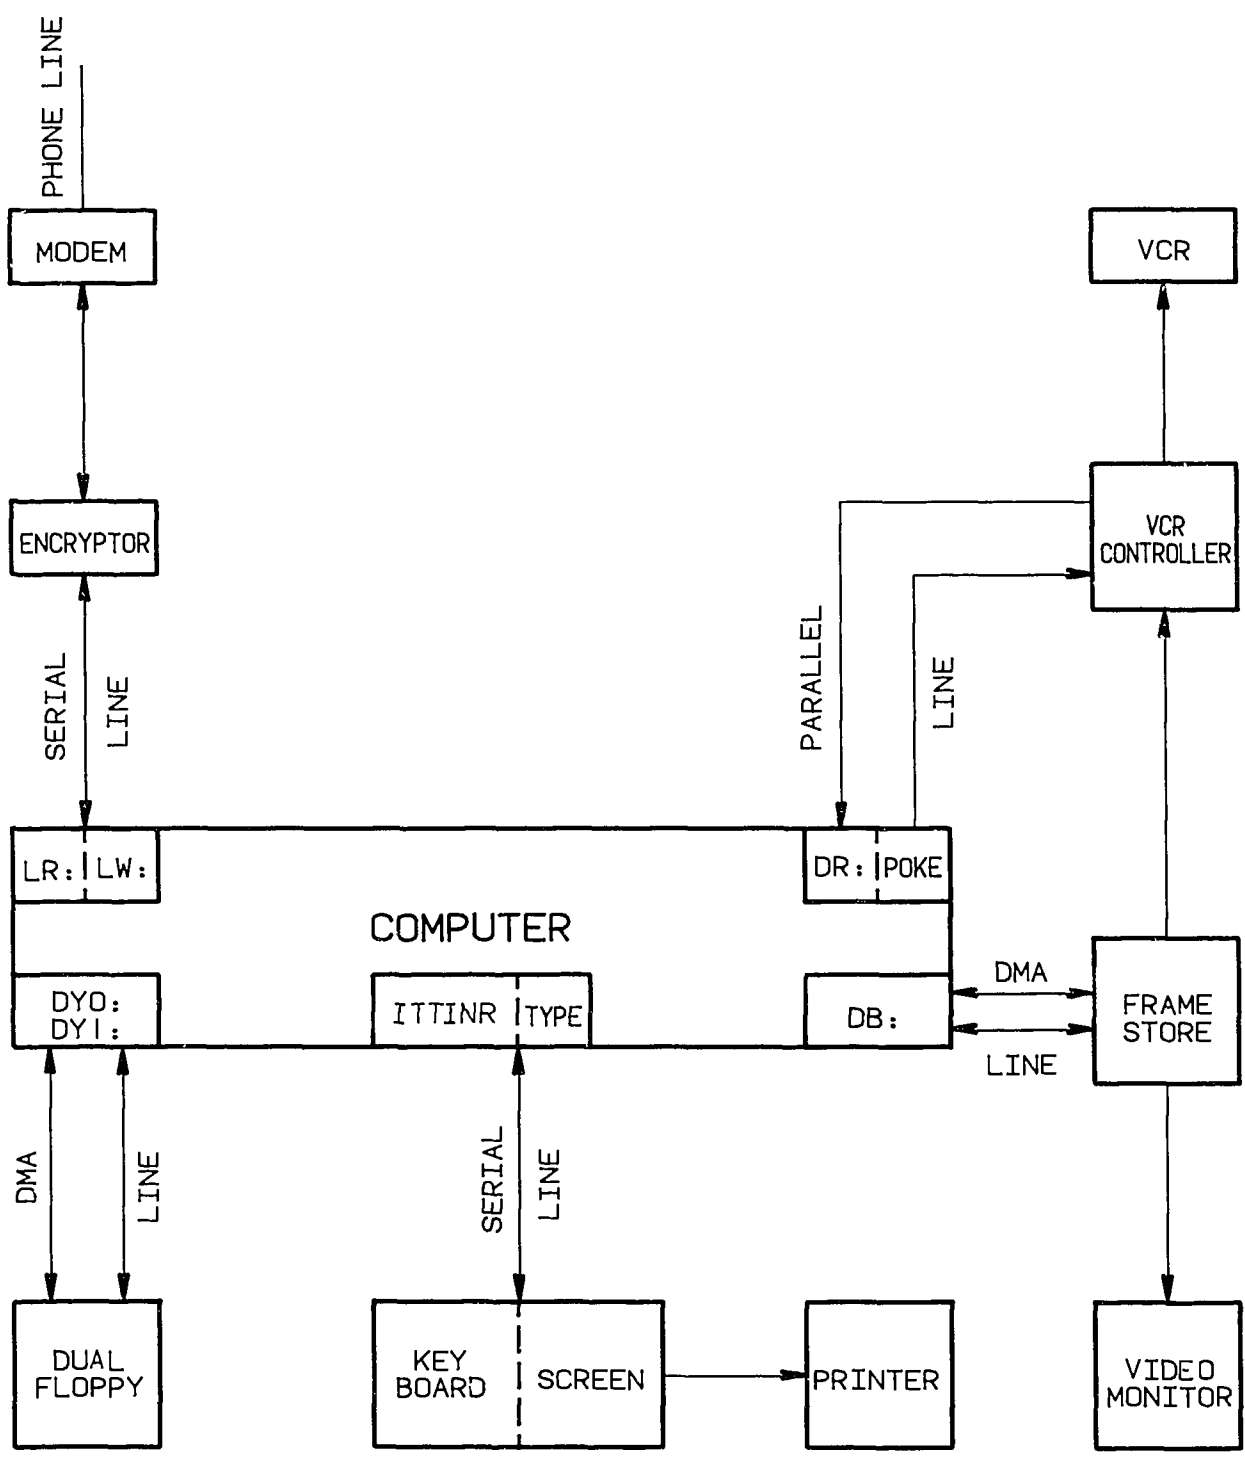 PHONE LINE
MODEM
VCR
ENCRYPTOR
VCR
CONTROLLER
SERIAL
LINE
PARALLEL
LINE
LR:
LW:
DR:
POKE
COMPUTER
DY0:
DY1:
ITTINR
TYPE
DB:
DMA
LINE
FRAME
STORE
DMA
LINE
SERIAL
LINE
DUAL
FLOPPY
KEY
BOARD
SCREEN
PRINTER
VIDEO
MONITOR